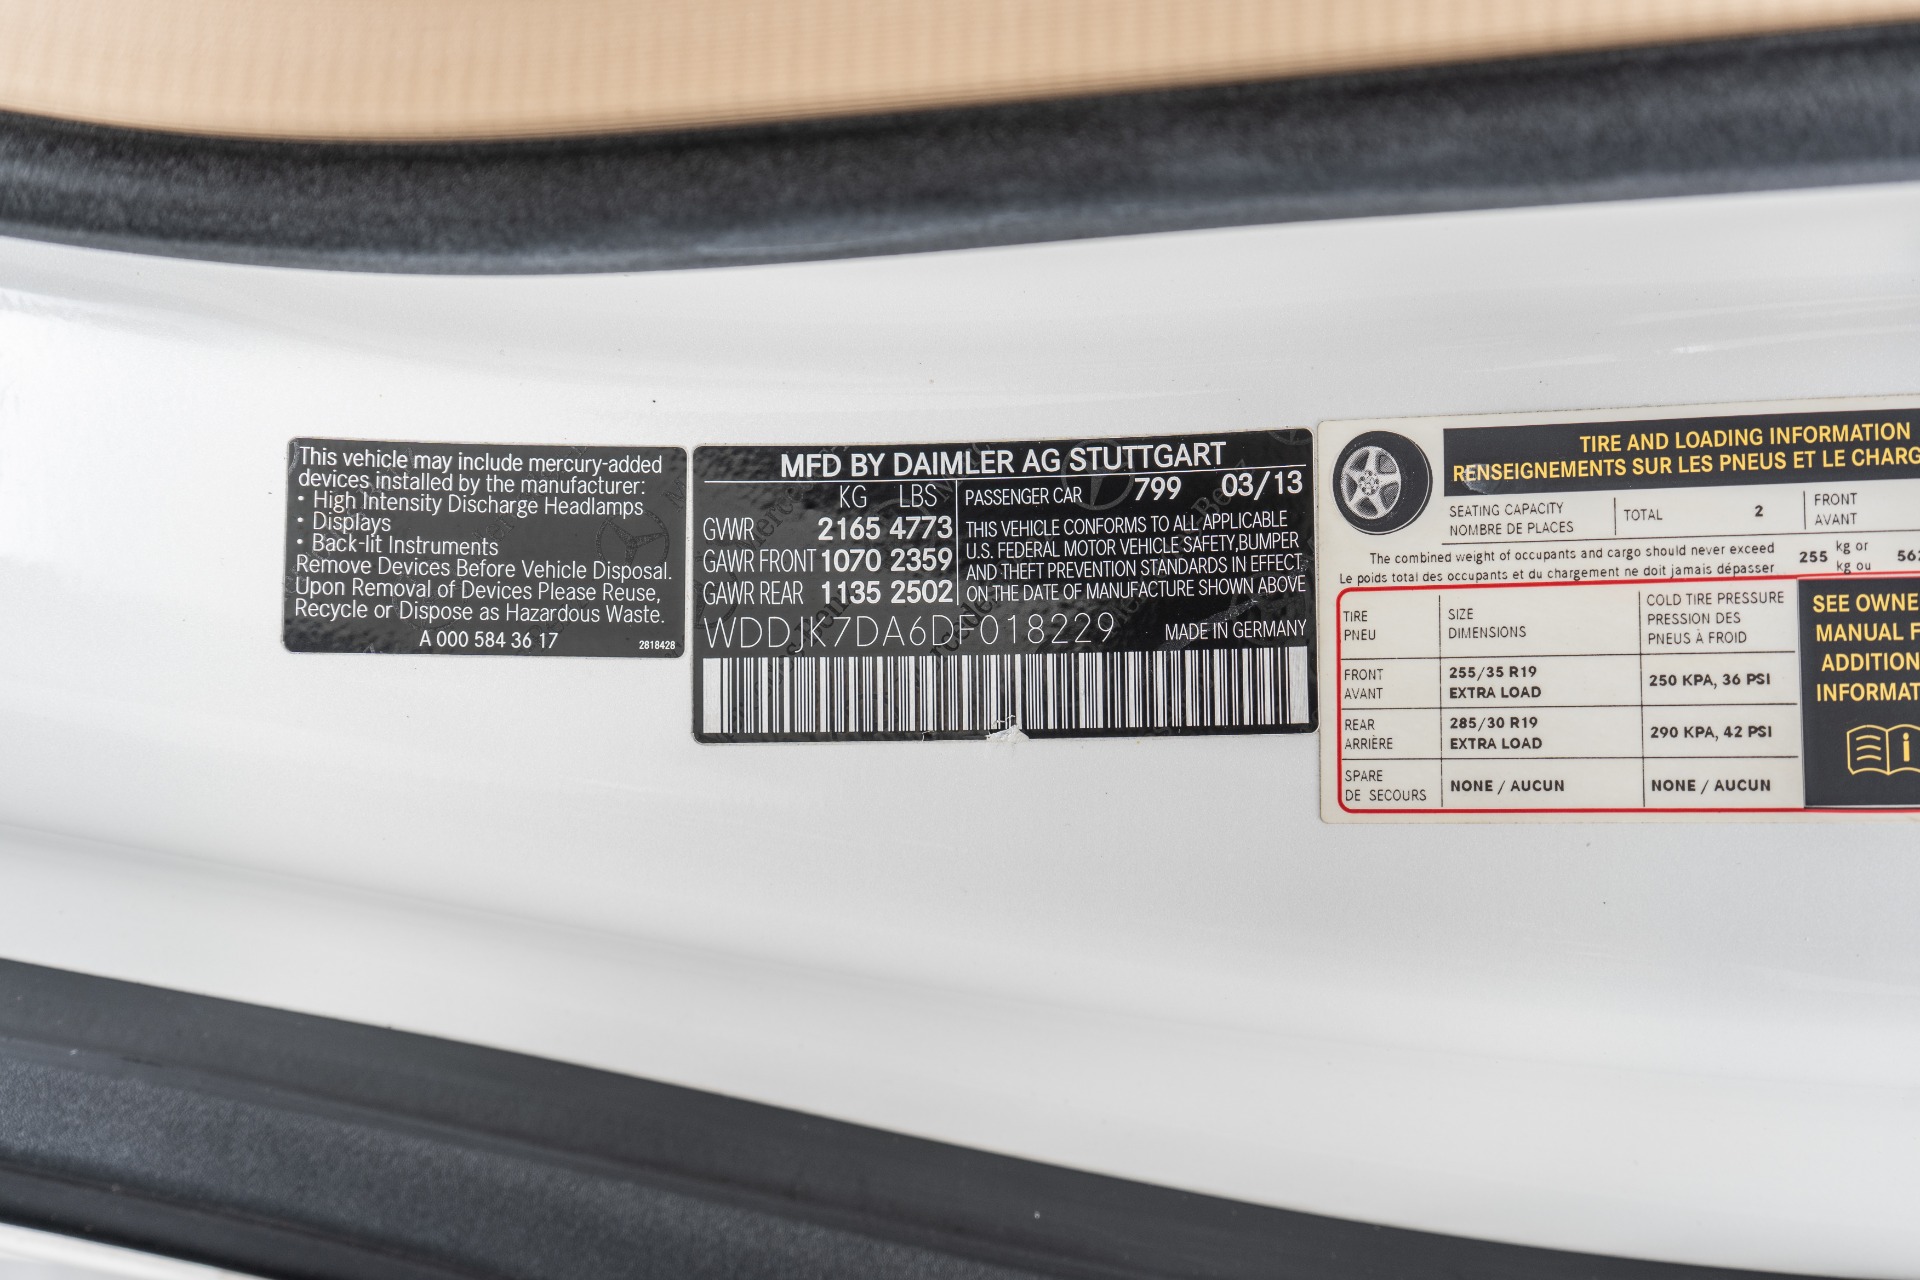 This vehicle may include mercury-added
devices installed by the manufacturer:
• High Intensity Discharge Headlamps
• Displays
• Back-lit Instruments
Remove Devices Before Vehicle Disposal.
Upon Removal of Devices Please Reuse,
Recycle or Dispose as Hazardous Waste.
A 000 584 36 17
2818428
MFD BY DAIMLER AG STUTTGART
KG LBS
GVWR 2165 4773
GAWR FRONT 1070 2359
GAWR REAR 1135 2502
PASSENGER CAR 799 03/13
THIS VEHICLE CONFORMS TO ALL APPLICABLE
U.S. FEDERAL MOTOR VEHICLE SAFETY,BUMPER
AND THEFT PREVENTION STANDARDS IN EFFECT
ON THE DATE OF MANUFACTURE SHOWN ABOVE
WDDJK7DA6DF018229
MADE IN GERMANY
TIRE AND LOADING INFORMATION
RENSEIGNEMENTS SUR LES PNEUS ET LE CHARG
SEATING CAPACITY
NOMBRE DE PLACES
TOTAL 2
FRONT
AVANT
The combined weight of occupants and cargo should never exceed
Le poids total des occupants et du chargement ne doit jamais dépasser
255 kg or
kg ou
56
TIRE
PNEU
SIZE
DIMENSIONS
COLD TIRE PRESSURE
PRESSION DES
PNEUS À FROID
FRONT
AVANT
255/35 R19
EXTRA LOAD
250 KPA, 36 PSI
REAR
ARRIÈRE
285/30 R19
EXTRA LOAD
290 KPA, 42 PSI
SPARE
DE SECOURS
NONE / AUCUN
NONE / AUCUN
SEE OWNE
MANUAL F
ADDITION
INFORMAT